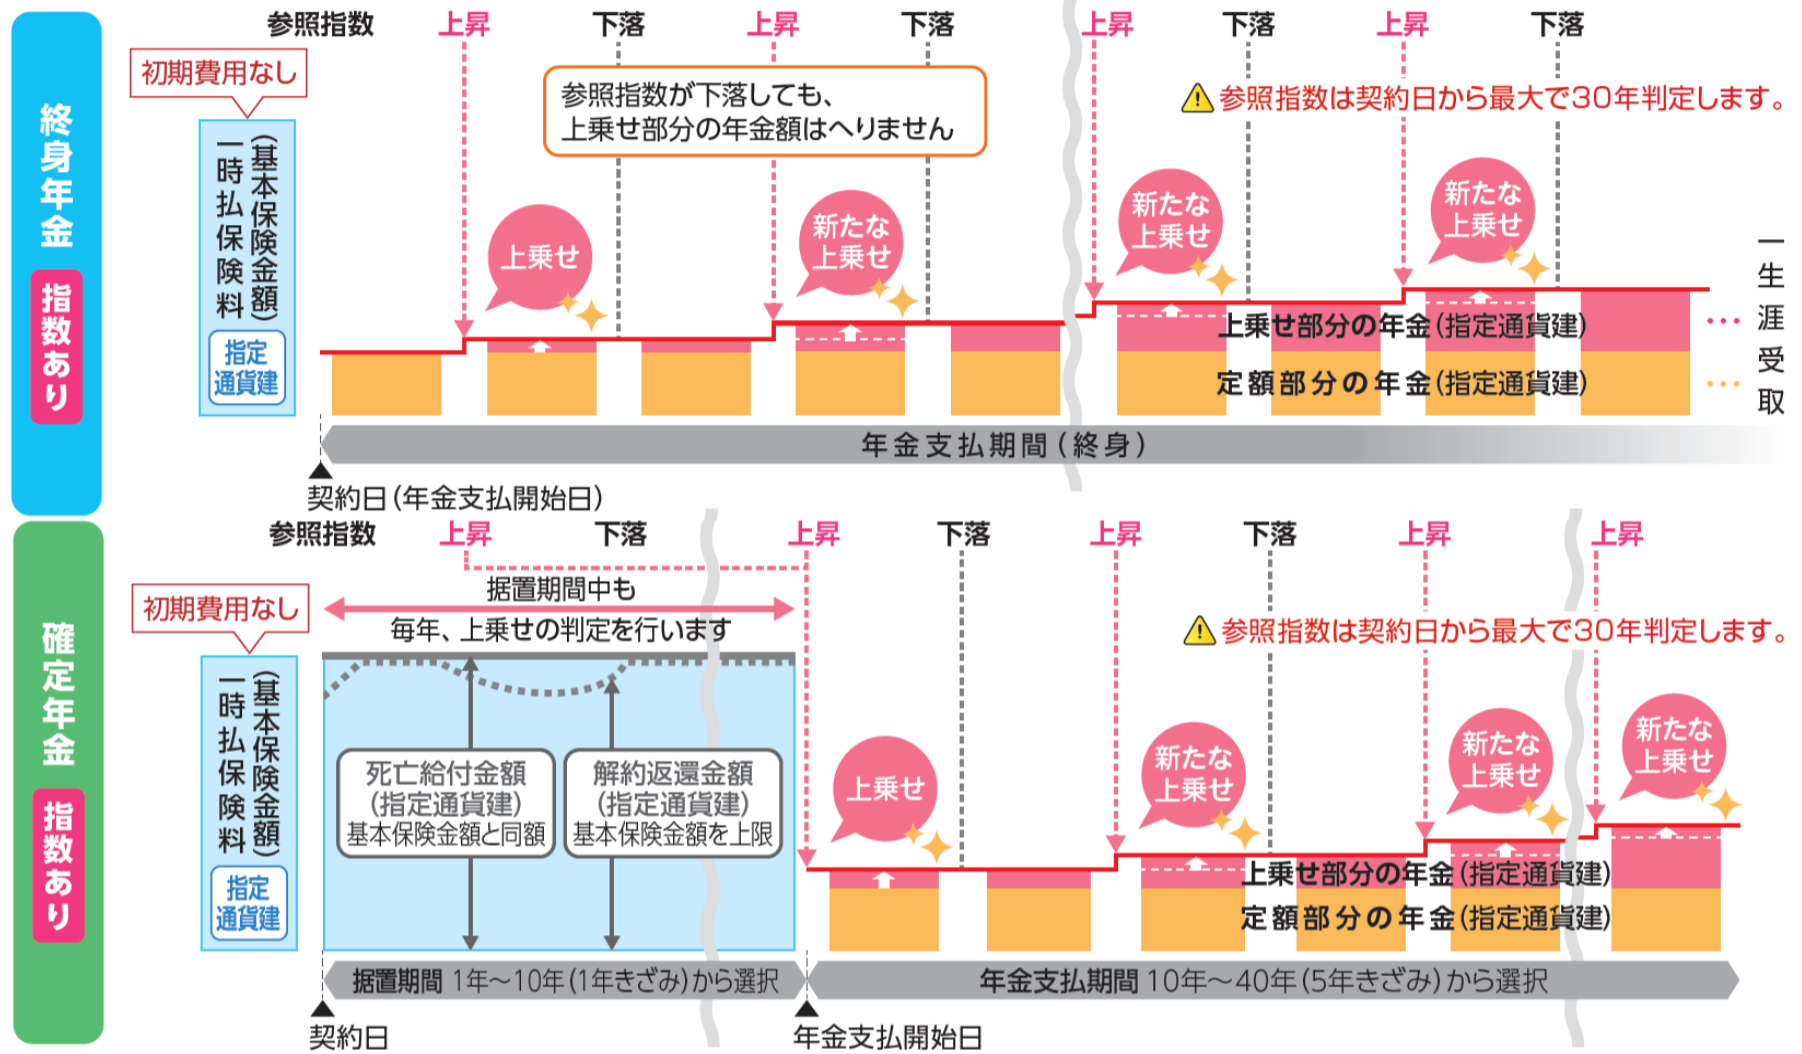 終身年金
指数あり
参照指数 上昇 下落 上昇 下落 上昇 下落 上昇 下落
初期費用なし
参照指数が下落しても、
上乗せ部分の年金額はへりません
⚠参照指数は契約日から最大で30年判定します。
一時払保険料
(基本保険金額)
指定
通貨建
上乗せ
新たな
上乗せ
新たな
上乗せ
新たな
上乗せ
上乗せ部分の年金(指定通貨建)
定額部分の年金(指定通貨建)
一生涯受取
年金支払期間(終身)
契約日(年金支払開始日)
確定年金
指数あり
参照指数 上昇 下落 上昇 下落 上昇 下落 上昇 上昇
初期費用なし
据置期間中も
毎年、上乗せの判定を行います
⚠参照指数は契約日から最大で30年判定します。
一時払保険料
(基本保険金額)
指定
通貨建
死亡給付金額
(指定通貨建)
基本保険金額と同額
解約返還金額
(指定通貨建)
基本保険金額を上限
上乗せ
新たな
上乗せ
新たな
上乗せ
新たな
上乗せ
上乗せ部分の年金(指定通貨建)
定額部分の年金(指定通貨建)
据置期間 1年～10年(1年きざみ)から選択
年金支払期間 10年～40年(5年きざみ)から選択
契約日
年金支払開始日